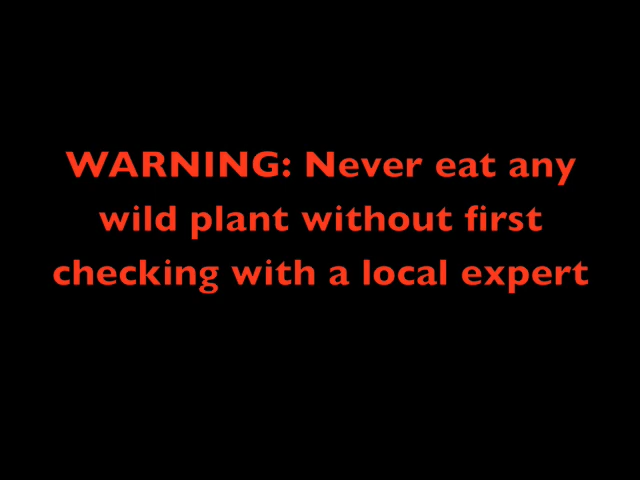 WARNING: Never eat any
wild plant without first
checking with a local expert